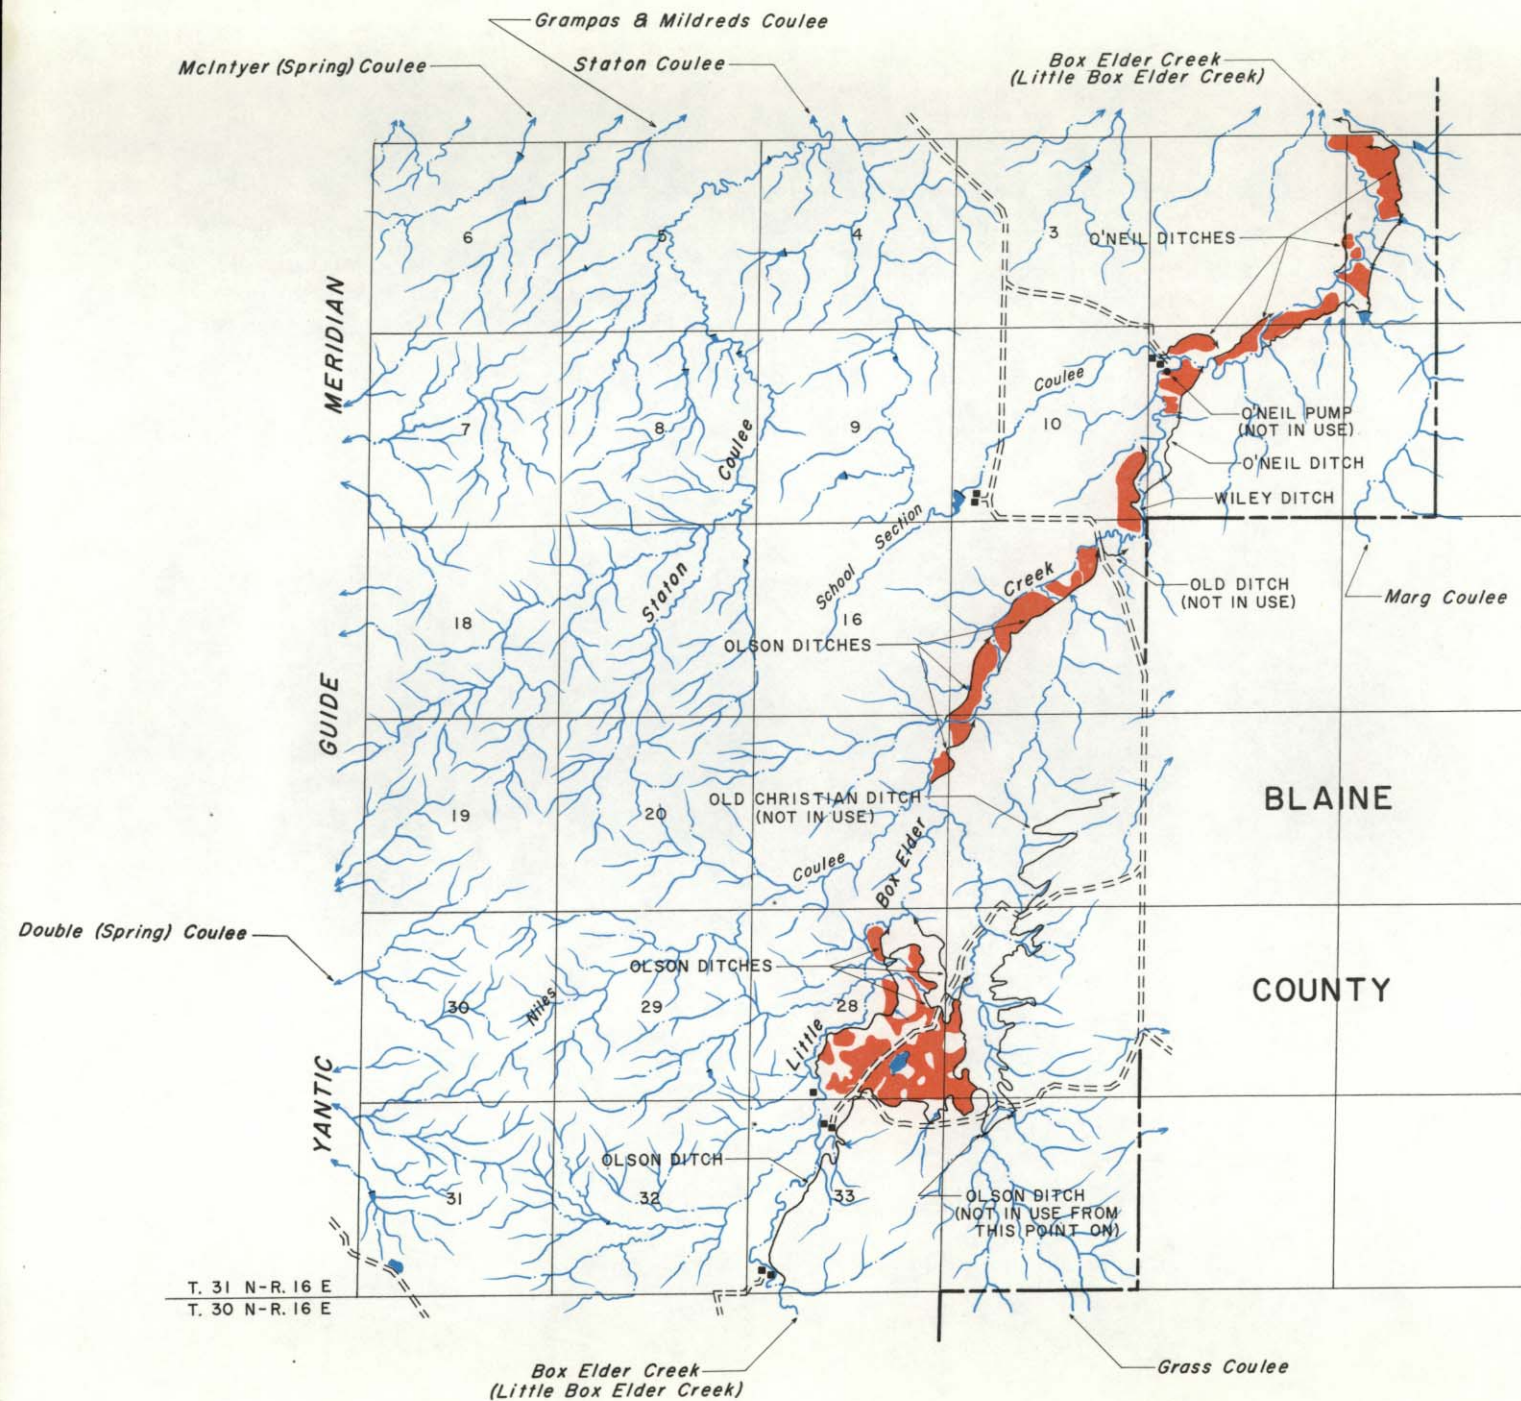 Grampas & Mildreds Coulee
McIntyer (Spring) Coulee
Staton Coulee
Box Elder Creek
(Little Box Elder Creek)
6
5
4
3
O'NEIL DITCHES
MERIDIAN
7
8
Coulee
9
Coulee
10
O'NEIL PUMP
(NOT IN USE)
O'NEIL DITCH
WILEY DITCH
School Section
18
Staton
16
Creek
OLD DITCH
(NOT IN USE)
Marg Coulee
OLSON DITCHES
GUIDE
19
20
OLD CHRISTIAN DITCH
(NOT IN USE)
Coulee
Box Elder
BLAINE
Double (Spring) Coulee
OLSON DITCHES
30
Niles
29
28
Little
COUNTY
YANTIC
OLSON DITCH
31
32
33
OLSON DITCH
(NOT IN USE FROM
THIS POINT ON)
T. 31 N-R. 16 E
T. 30 N-R. 16 E
Box Elder Creek
(Little Box Elder Creek)
Grass Coulee